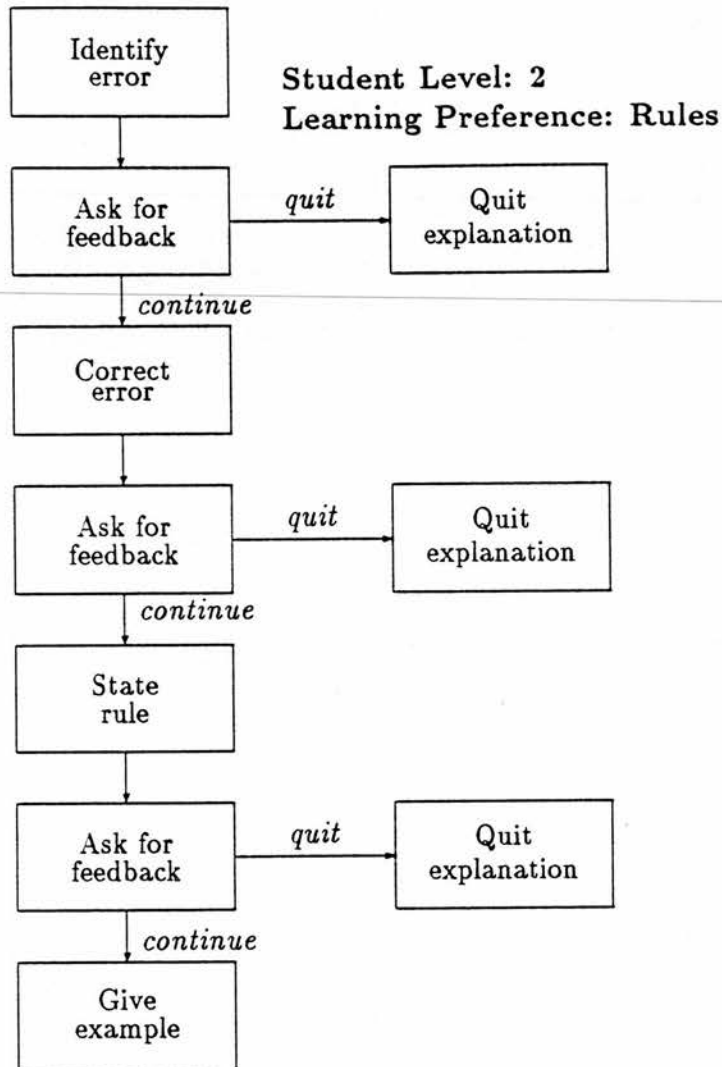 Identify
error
Student Level: 2
Learning Preference: Rules
Ask for
feedback
quit
Quit
explanation
continue
Correct
error
Ask for
feedback
quit
Quit
explanation
continue
State
rule
Ask for
feedback
quit
Quit
explanation
continue
Give
example